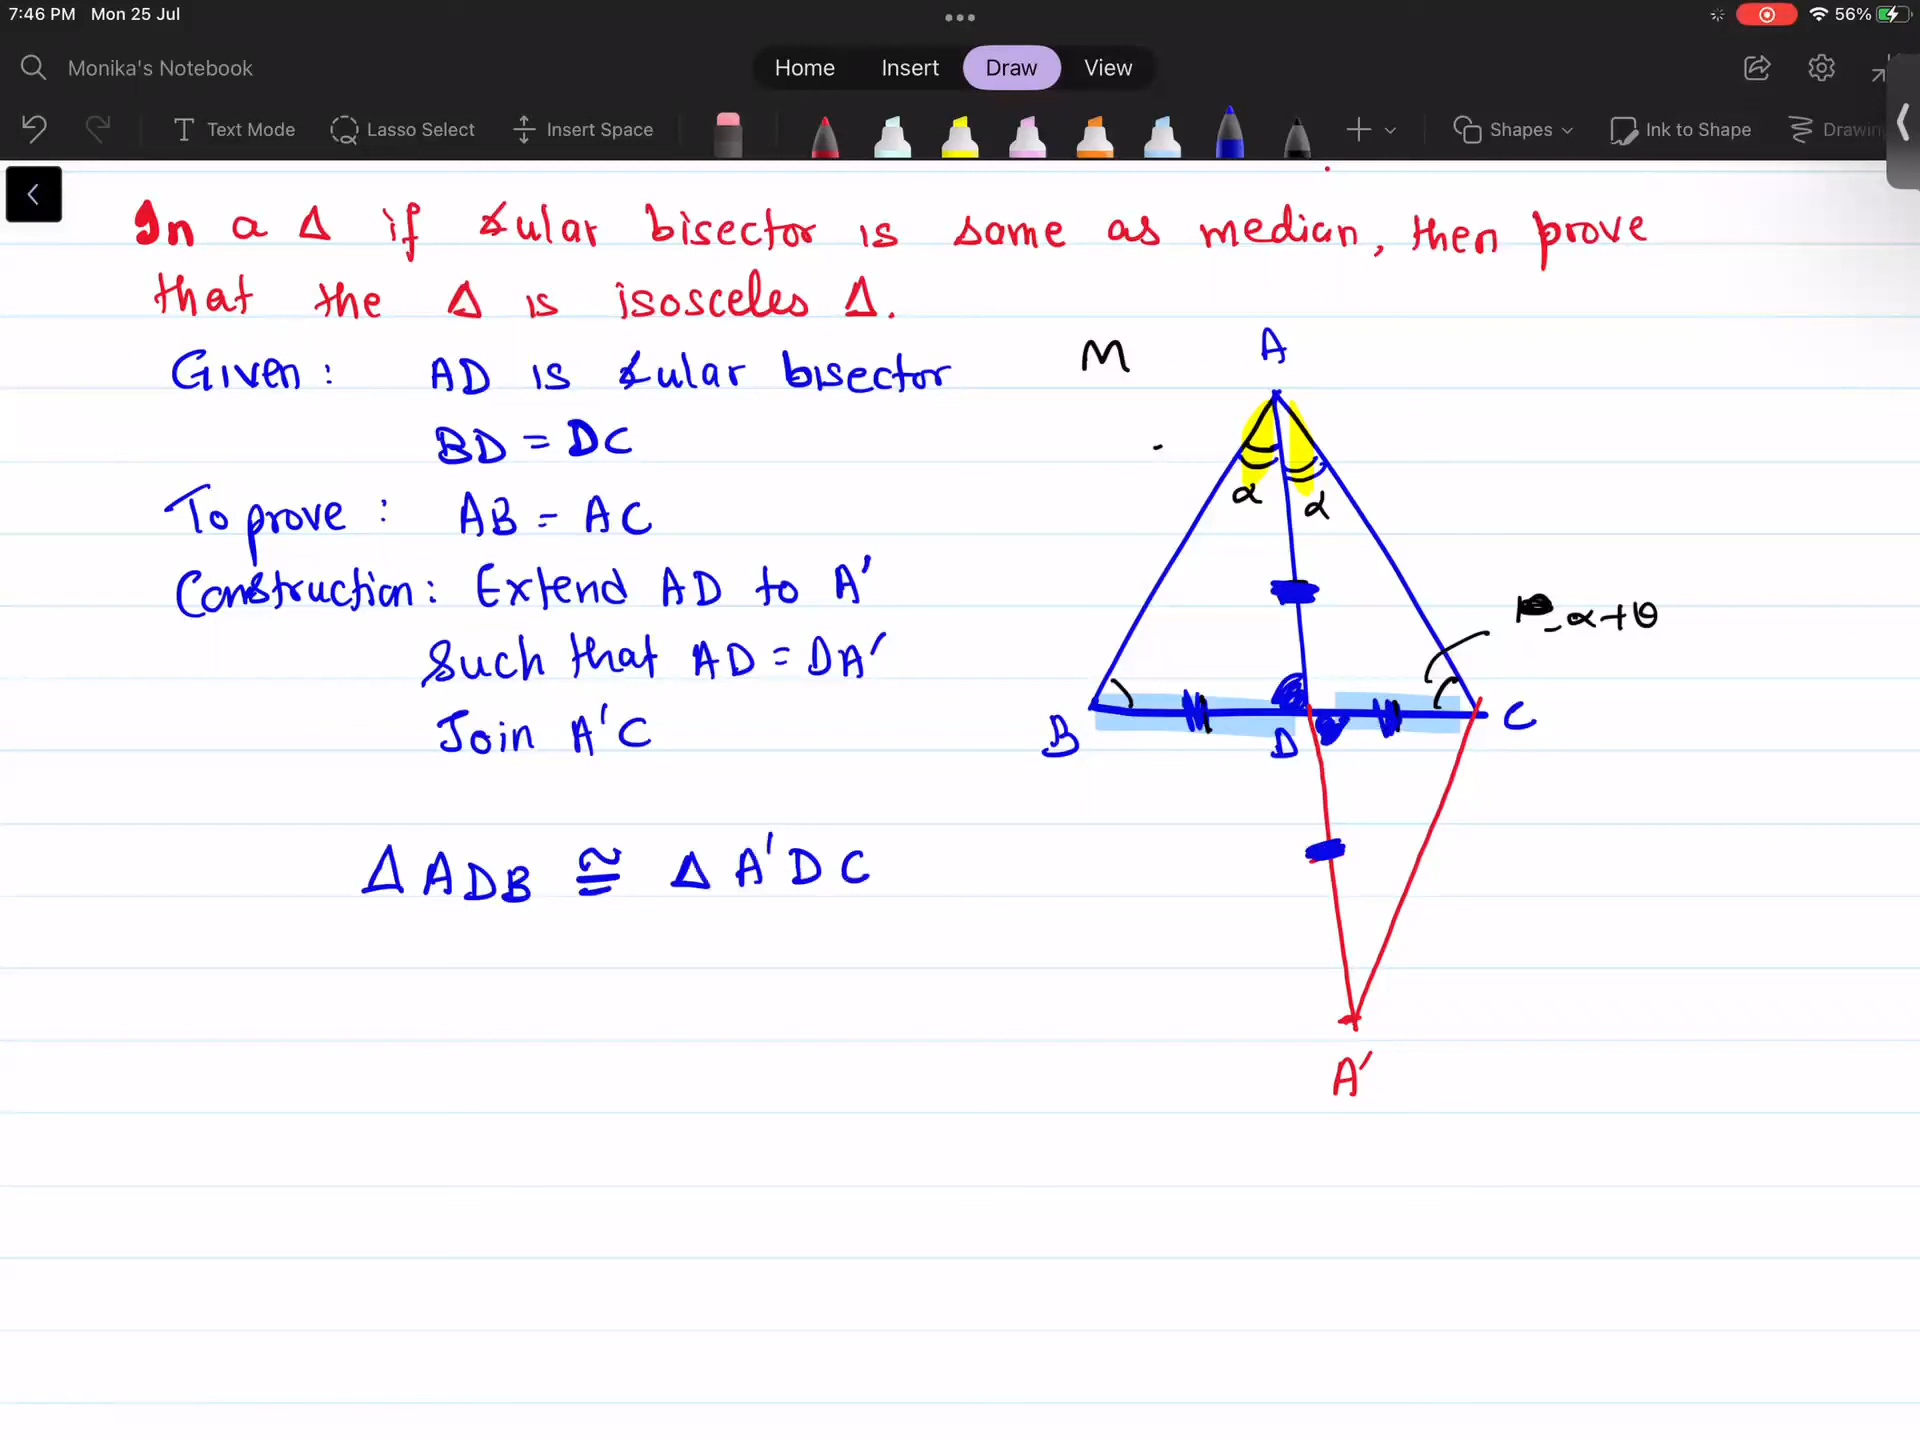 7:46 PM Mon 25 Jul
56%
Monika's Notebook
Home Insert Draw View
Text Mode Lasso Select Insert Space Shapes Ink to Shape Drawin
In a Δ if ∡ular bisector is same as median, then prove
that the Δ is isosceles Δ.
Given: AD is ∡ular bisector
BD = DC
To prove: AB = AC
Construction: Extend AD to A'
Such that AD = DA'
Join A'C
Δ ADB ≅ Δ A'DC
M
A
α α
α+θ
B D C
A'